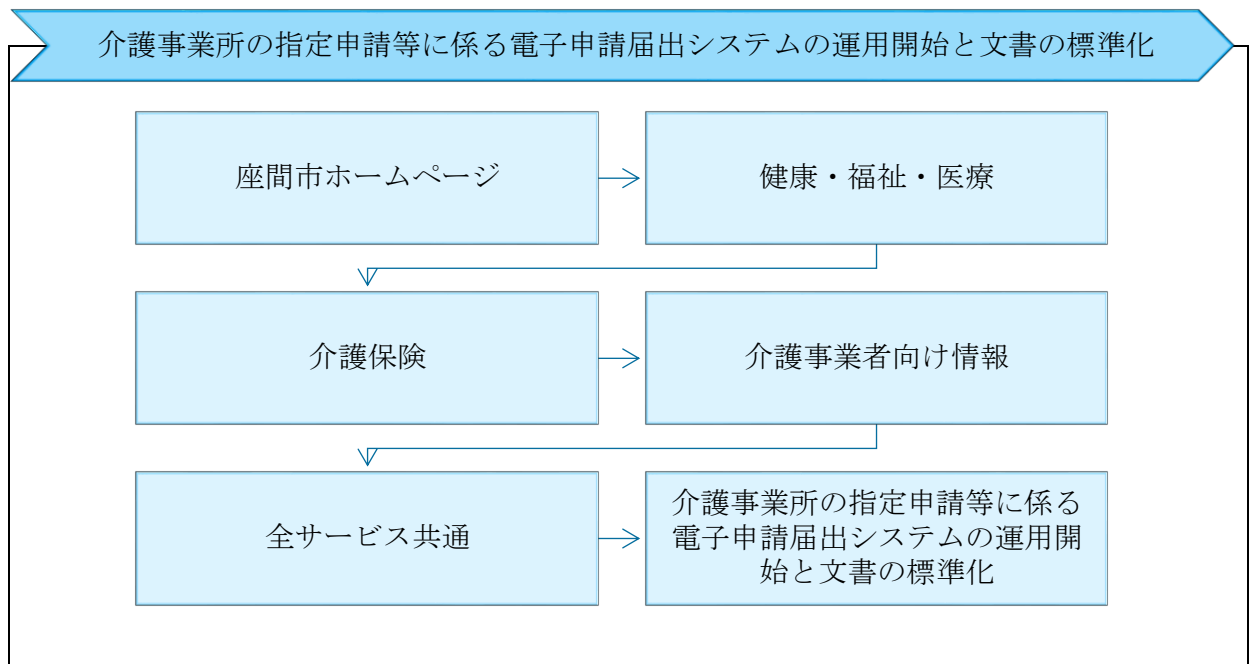 介護事業所の指定申請等に係る電子申請届出システムの運用開始と文書の標準化
座間市ホームページ
健康・福祉・医療
介護保険
介護事業者向け情報
全サービス共通
介護事業所の指定申請等に係る
電子申請届出システムの運用開
始と文書の標準化